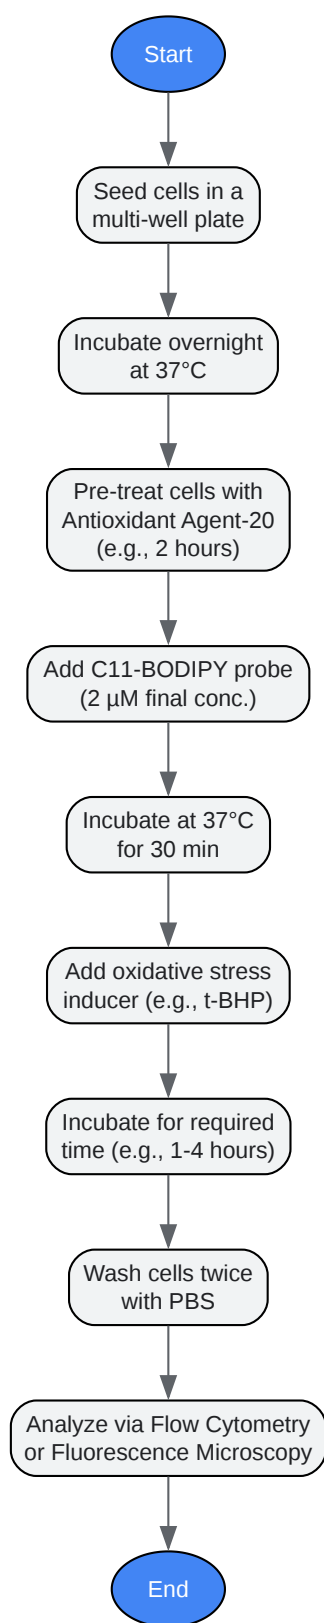 Start
Seed cells in a
multi-well plate
Incubate overnight
at 37°C
Pre-treat cells with
Antioxidant Agent-20
(e.g., 2 hours)
Add C11-BODIPY probe
(2 µM final conc.)
Incubate at 37°C
for 30 min
Add oxidative stress
inducer (e.g., t-BHP)
Incubate for required
time (e.g., 1-4 hours)
Wash cells twice
with PBS
Analyze via Flow Cytometry
or Fluorescence Microscopy
End